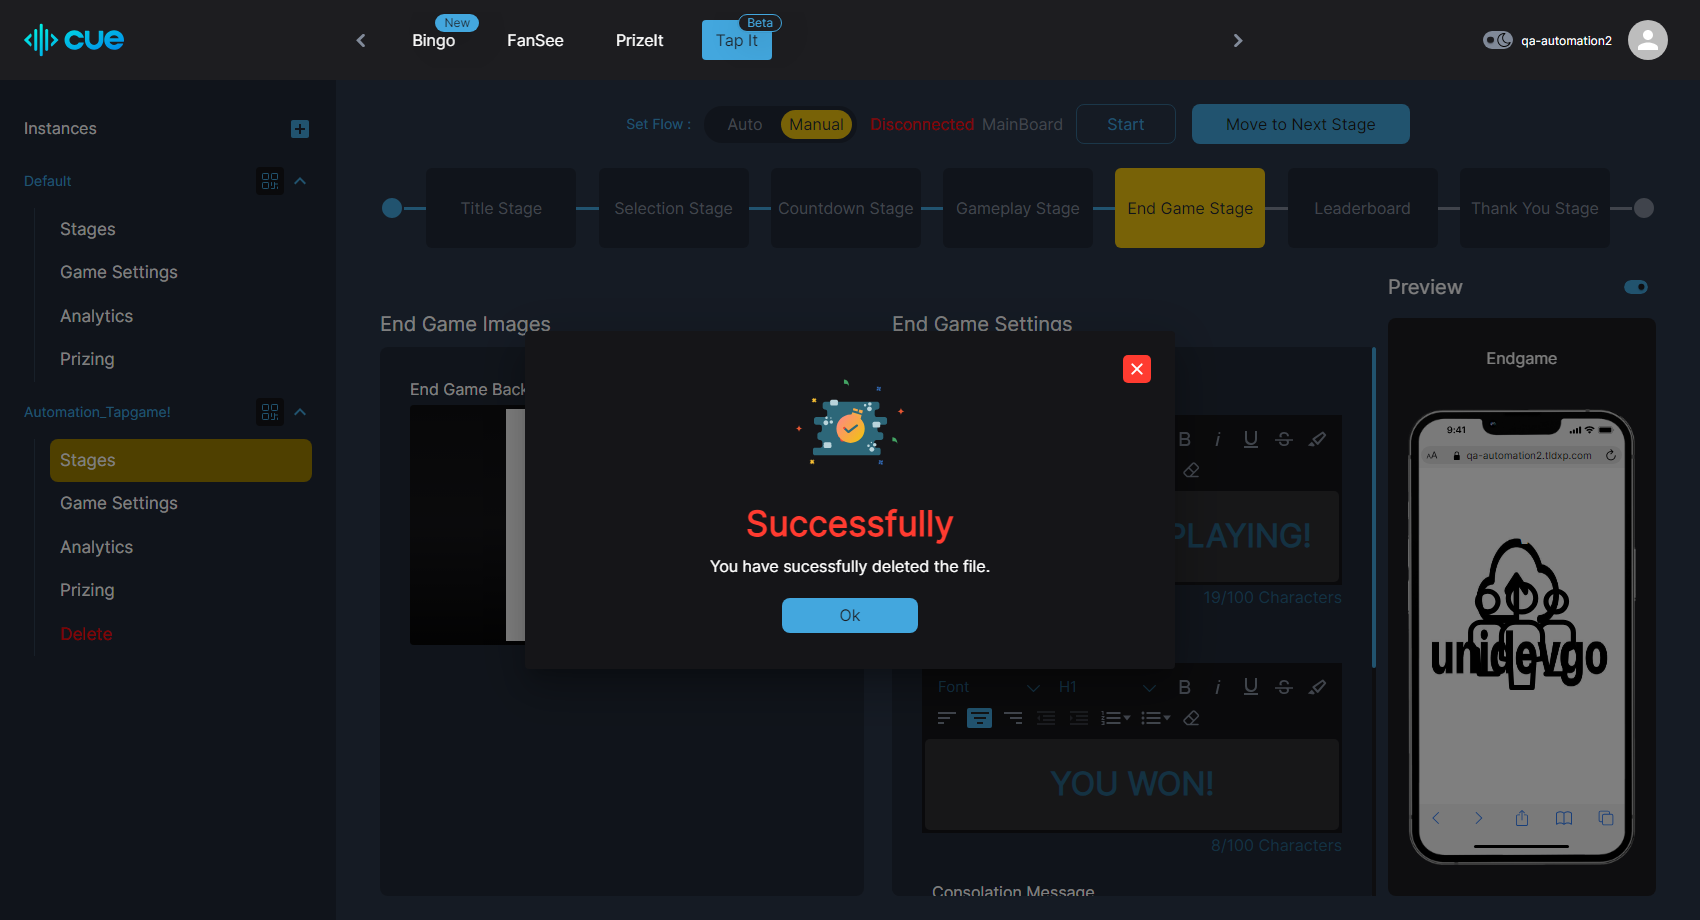 cue
New
Bingo
FanSee
PrizeIt
Beta
Tap It
qa-automation2
Instances
Set Flow :
Auto
Manual
Disconnected
MainBoard
Start
Move to Next Stage
Default
Title Stage
Selection Stage
Countdown Stage
Gameplay Stage
End Game Stage
Leaderboard
Thank You Stage
Stages
Game Settings
Analytics
Prizing
Automation_Tapgame!
Stages
Game Settings
Analytics
Prizing
Delete
End Game Images
End Game Settings
Preview
End Game Back
Successfully
You have sucessfully deleted the file.
Ok
B i U S
PLAYING!
19/100 Characters
Font
H1
B i U S
YOU WON!
8/100 Characters
Consolation Message
Endgame
9:41
AA
qa-automation2.tldxp.com
unidevgo